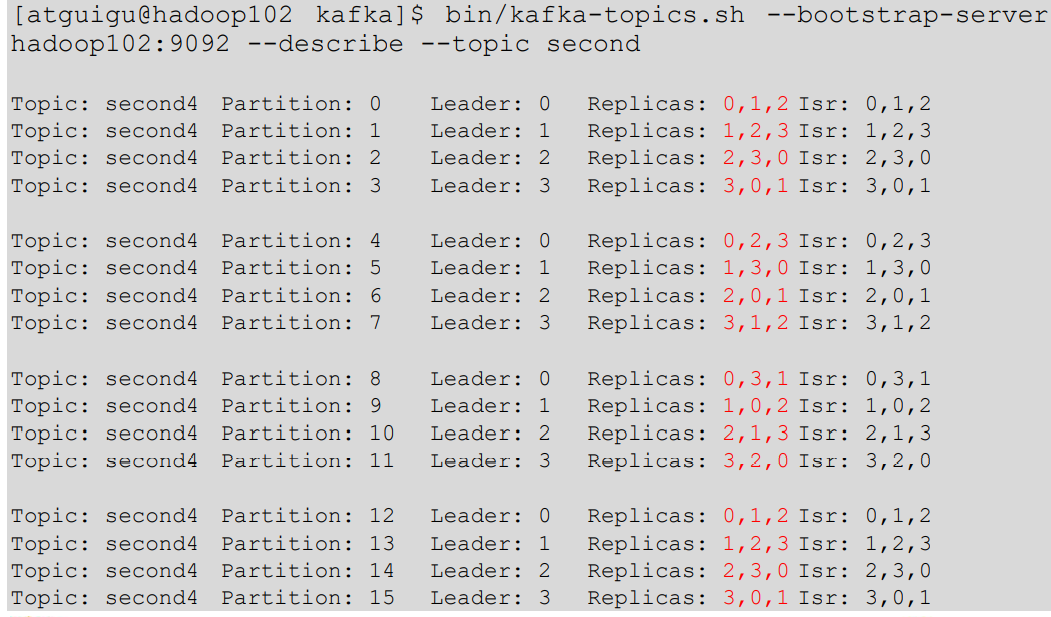 [atguigu@hadoop102 kafka]$ bin/kafka-topics.sh --bootstrap-server
hadoop102:9092 --describe --topic second
Topic: second4 Partition: 0 Leader: 0 Replicas: 0,1,2 Isr: 0,1,2
Topic: second4 Partition: 1 Leader: 1 Replicas: 1,2,3 Isr: 1,2,3
Topic: second4 Partition: 2 Leader: 2 Replicas: 2,3,0 Isr: 2,3,0
Topic: second4 Partition: 3 Leader: 3 Replicas: 3,0,1 Isr: 3,0,1
Topic: second4 Partition: 4 Leader: 0 Replicas: 0,2,3 Isr: 0,2,3
Topic: second4 Partition: 5 Leader: 1 Replicas: 1,3,0 Isr: 1,3,0
Topic: second4 Partition: 6 Leader: 2 Replicas: 2,0,1 Isr: 2,0,1
Topic: second4 Partition: 7 Leader: 3 Replicas: 3,1,2 Isr: 3,1,2
Topic: second4 Partition: 8 Leader: 0 Replicas: 0,3,1 Isr: 0,3,1
Topic: second4 Partition: 9 Leader: 1 Replicas: 1,0,2 Isr: 1,0,2
Topic: second4 Partition: 10 Leader: 2 Replicas: 2,1,3 Isr: 2,1,3
Topic: second4 Partition: 11 Leader: 3 Replicas: 3,2,0 Isr: 3,2,0
Topic: second4 Partition: 12 Leader: 0 Replicas: 0,1,2 Isr: 0,1,2
Topic: second4 Partition: 13 Leader: 1 Replicas: 1,2,3 Isr: 1,2,3
Topic: second4 Partition: 14 Leader: 2 Replicas: 2,3,0 Isr: 2,3,0
Topic: second4 Partition: 15 Leader: 3 Replicas: 3,0,1 Isr: 3,0,1